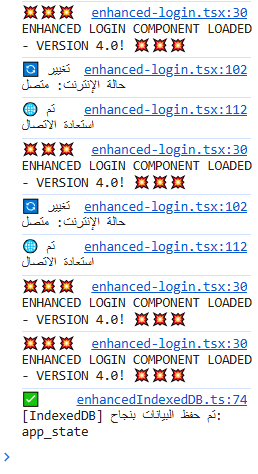 💥💥💥 enhanced-login.tsx:30
ENHANCED LOGIN COMPONENT LOADED
- VERSION 4.0! 💥💥💥
🔄 تغيير enhanced-login.tsx:102
حالة الإنترنت: متصل
🌐 تم enhanced-login.tsx:112
استعادة الاتصال
💥💥💥 enhanced-login.tsx:30
ENHANCED LOGIN COMPONENT LOADED
- VERSION 4.0! 💥💥💥
🔄 تغيير enhanced-login.tsx:102
حالة الإنترنت: متصل
🌐 تم enhanced-login.tsx:112
استعادة الاتصال
💥💥💥 enhanced-login.tsx:30
ENHANCED LOGIN COMPONENT LOADED
- VERSION 4.0! 💥💥💥
💥💥💥 enhanced-login.tsx:30
ENHANCED LOGIN COMPONENT LOADED
- VERSION 4.0! 💥💥💥
✅ enhancedIndexedDB.ts:74
[IndexedDB] تم حفظ البيانات بنجاح:
app_state